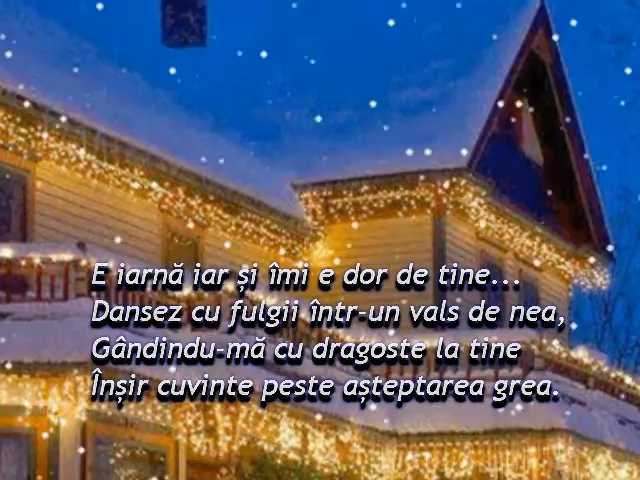 E iarnă iar și îmi e dor de tine...
Dansez cu fulgii într-un vals de nea,
Gândindu-mă cu dragoste la tine
Înșir cuvinte peste așteptarea grea.